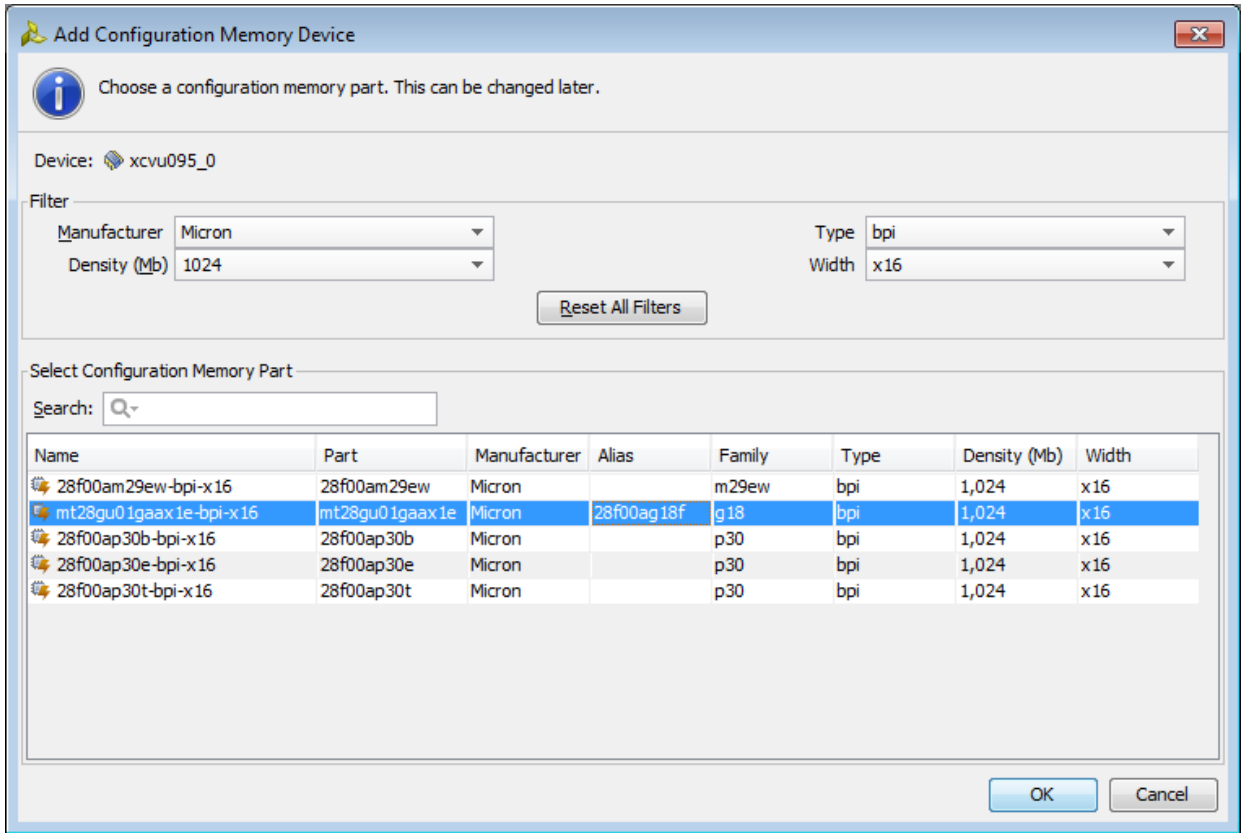 Add Configuration Memory Device
Choose a configuration memory part. This can be changed later.
Device: xcvu095_0
Filter
Manufacturer Micron Type bpi
Density (Mb) 1024 Width x16
Reset All Filters
Select Configuration Memory Part
Search:
Name Part Manufacturer Alias Family Type Density (Mb) Width
28f00am29ew-bpi-x16 28f00am29ew Micron m29ew bpi 1,024 x16
mt28gu01gaax1e-bpi-x16 mt28gu01gaax1e Micron 28f00ag18f g18 bpi 1,024 x16
28f00ap30b-bpi-x16 28f00ap30b Micron p30 bpi 1,024 x16
28f00ap30e-bpi-x16 28f00ap30e Micron p30 bpi 1,024 x16
28f00ap30t-bpi-x16 28f00ap30t Micron p30 bpi 1,024 x16
OK Cancel